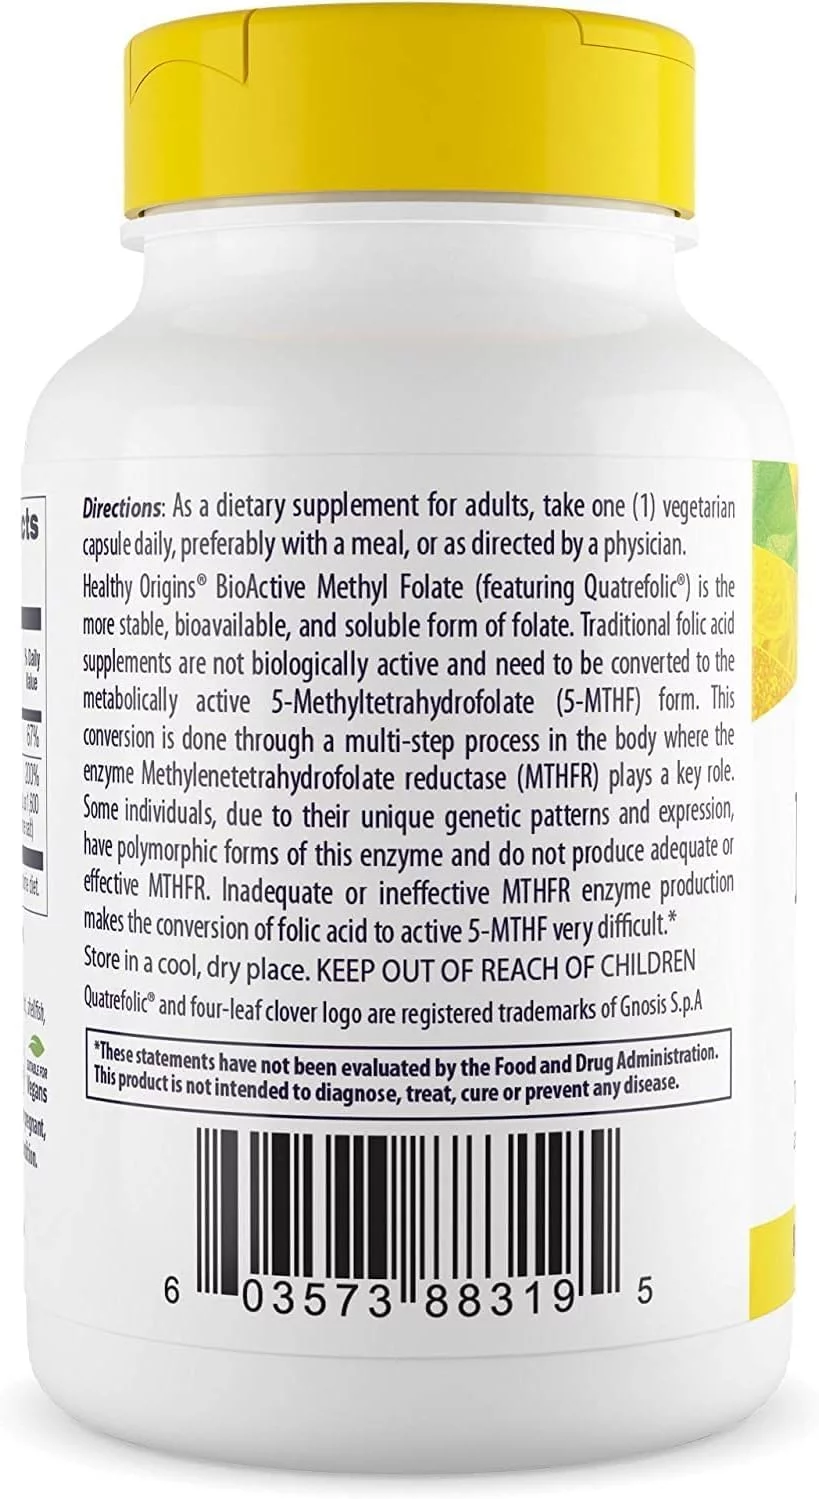 Directions: As a dietary supplement for adults, take one (1) vegetarian
capsule daily, preferably with a meal, or as directed by a physician.
Healthy Origins® BioActive Methyl Folate (featuring Quatrefolic®) is the
more stable, bioavailable, and soluble form of folate. Traditional folic acid
supplements are not biologically active and need to be converted to the
metabolically active 5-Methyltetrahydrofolate (5-MTHF) form. This
conversion is done through a multi-step process in the body where the
enzyme Methylenetetrahydrofolate reductase (MTHFR) plays a key role.
Some individuals, due to their unique genetic patterns and expression,
have polymorphic forms of this enzyme and do not produce adequate or
effective MTHFR. Inadequate or ineffective MTHFR enzyme production
makes the conversion of folic acid to active 5-MTHF very difficult.*
Store in a cool, dry place. KEEP OUT OF REACH OF CHILDREN
Quatrefolic® and four-leaf clover logo are registered trademarks of Gnosis S.p.A
*These statements have not been evaluated by the Food and Drug Administration.
This product is not intended to diagnose, treat, cure or prevent any disease.
6 03573 88319 5
% Daily
Value
67%
200%
diet.
shellfish,
SUITABLE FOR
Vegans